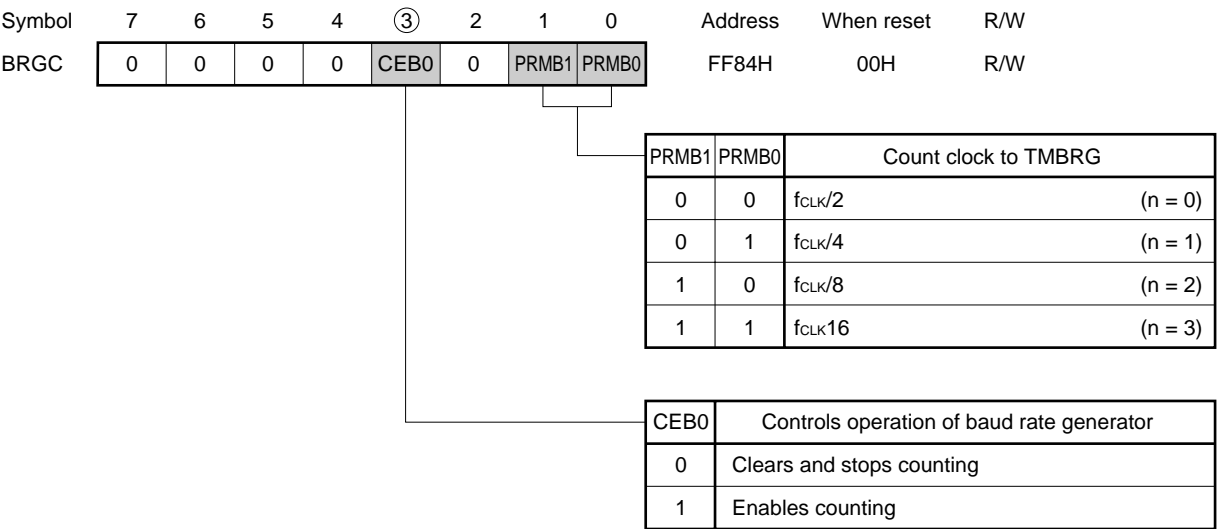 Symbol 7 6 5 4 ③ 2 1 0 Address When reset R/W
BRGC 0 0 0 0 CEB0 0 PRMB1 PRMB0 FF84H 00H R/W
PRMB1 PRMB0 Count clock to TMBRG
0 0 fCLK/2 (n = 0)
0 1 fCLK/4 (n = 1)
1 0 fCLK/8 (n = 2)
1 1 fCLK16 (n = 3)
CEB0 Controls operation of baud rate generator
0 Clears and stops counting
1 Enables counting